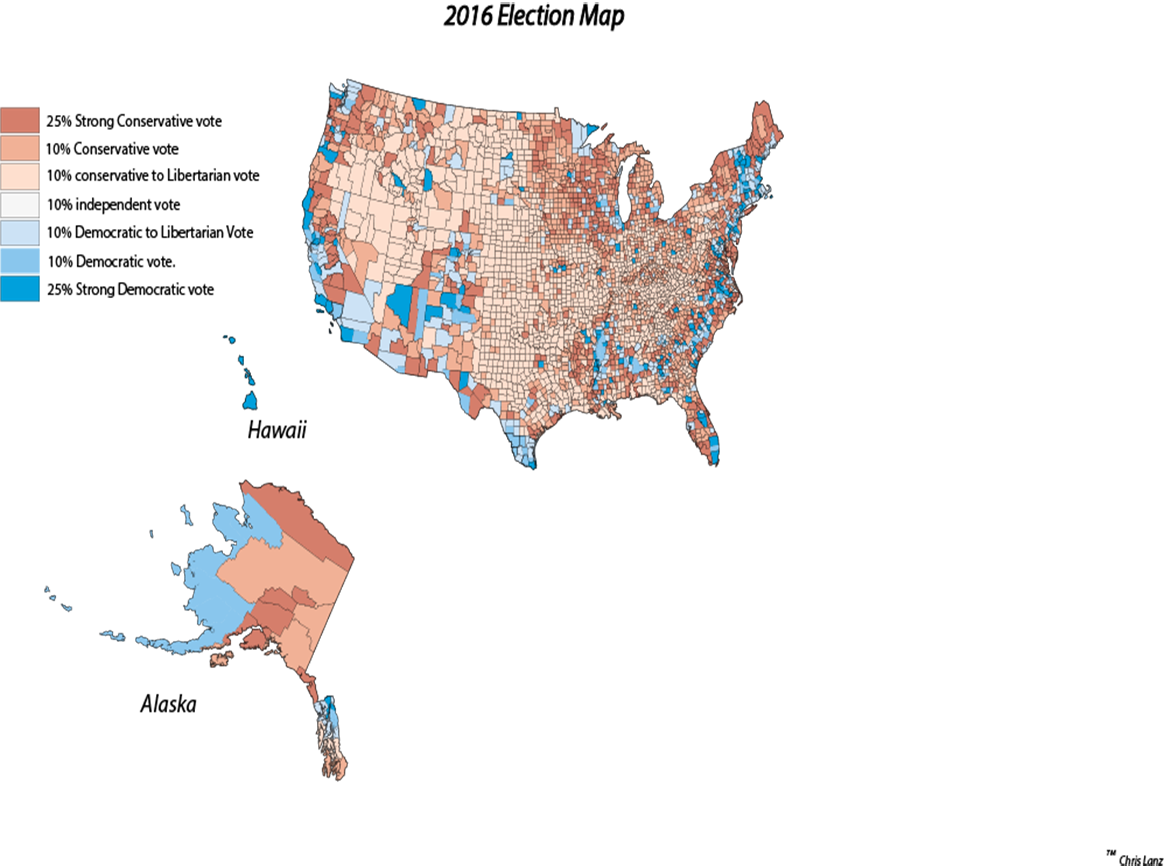 2016 Election Map
25% Strong Conservative vote
10% Conservative vote
10% conservative to Libertarian vote
10% independent vote
10% Democratic to Libertarian Vote
10% Democratic vote.
25% Strong Democratic vote
Hawaii
Alaska
™ Chris Lanz